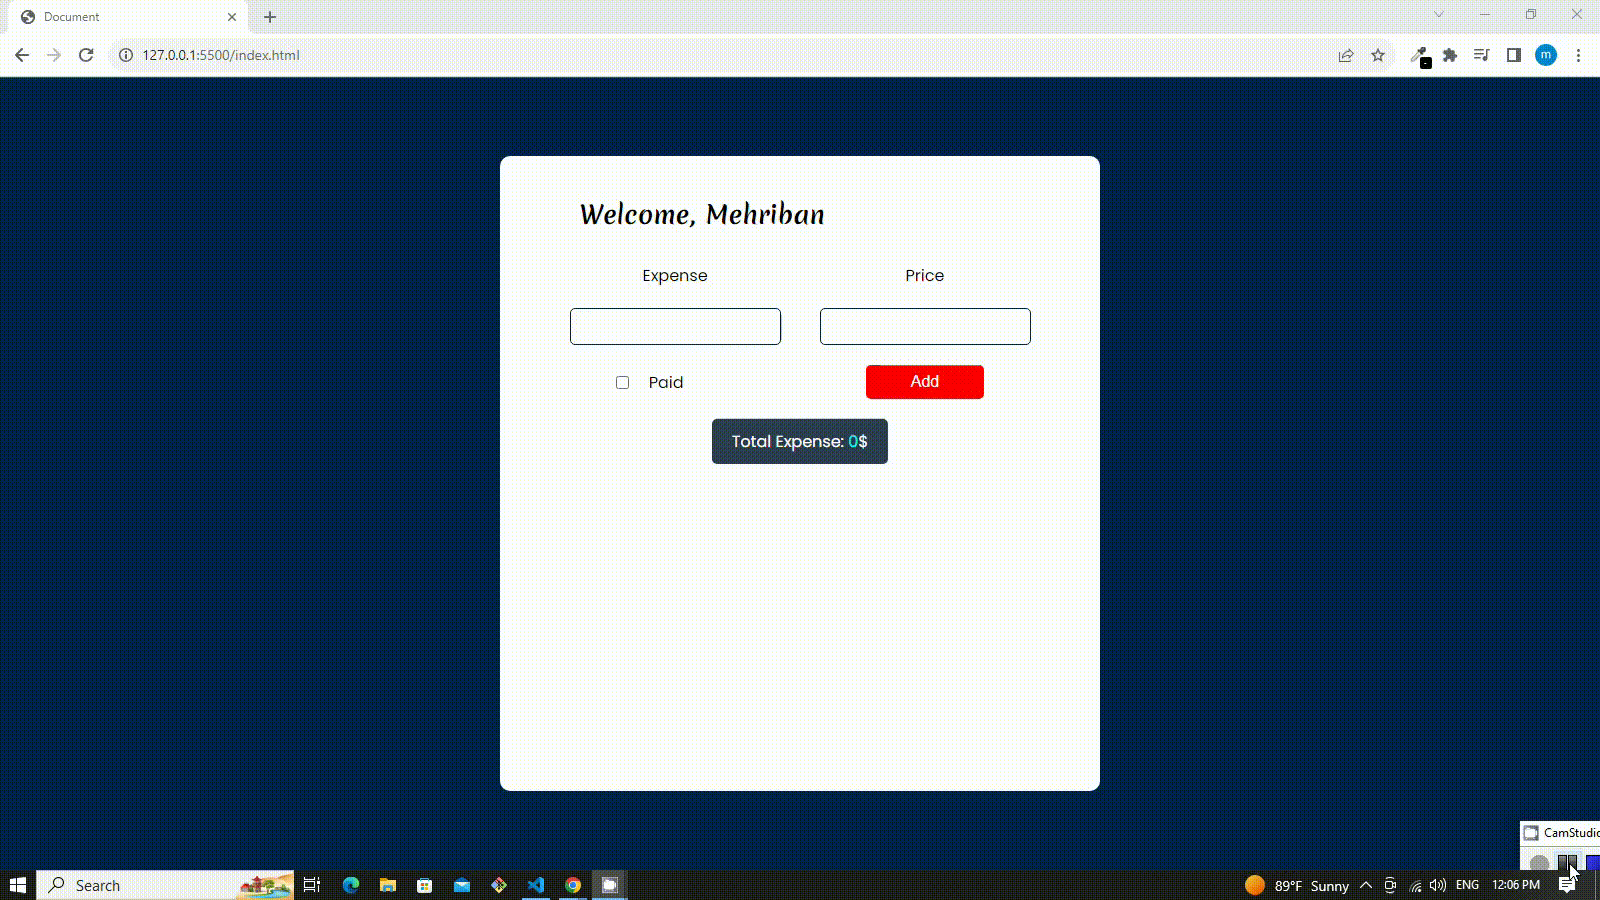 Document
127.0.0.1:5500/index.html
m
Welcome, Mehriban
Expense
Price
Paid
Add
Total Expense: 0$
CamStudio
Search
89°F Sunny
ENG
12:06 PM